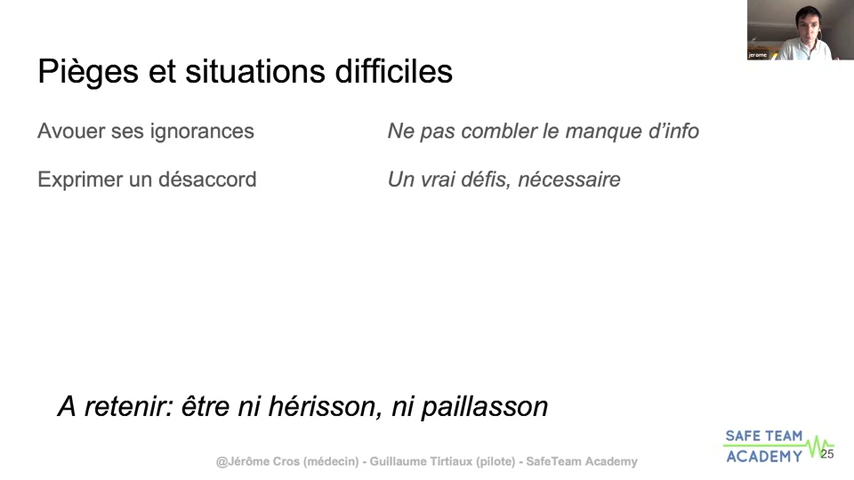 jerome
Pièges et situations difficiles
Avouer ses ignorances
Ne pas combler le manque d'info
Exprimer un désaccord
Un vrai défis, nécessaire
A retenir: être ni hérisson, ni paillasson
SAFE TEAM
ACADEMY
25
@Jérôme Cros (médecin) - Guillaume Tirtiaux (pilote) - SafeTeam Academy